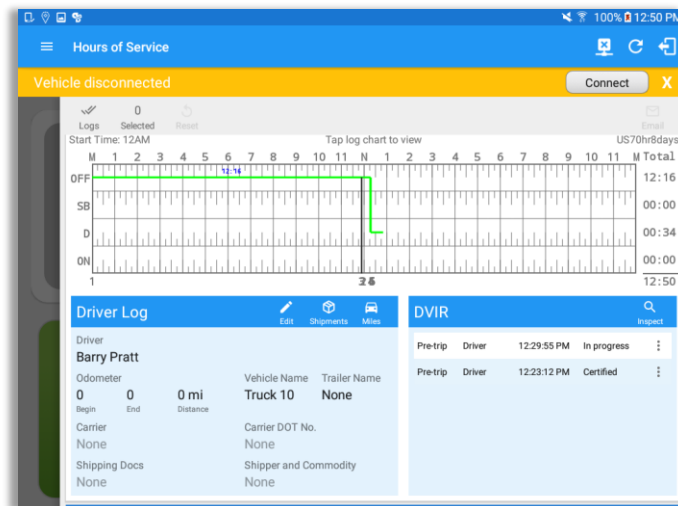 100% 12:50 PM
Hours of Service
Vehicle disconnected
Connect X
0
Logs Selected Reset Email
Start Time: 12AM Tap log chart to view US70hr8days
M 1 2 3 4 5 6 7 8 9 10 11 N 1 2 3 4 5 6 7 8 9 10 11 M Total
OFF 12:16 12:16
SB 00:00
D 00:34
ON 00:00
1 12:50
Driver Log
Edit Shipments Miles
Driver
Barry Pratt
Odometer Vehicle Name Trailer Name
0 0 0 mi Truck 10 None
Begin End Distance
Carrier Carrier DOT No.
None None
Shipping Docs Shipper and Commodity
None None
DVIR
Inspect
Pre-trip Driver 12:29:55 PM In progress
Pre-trip Driver 12:23:12 PM Certified